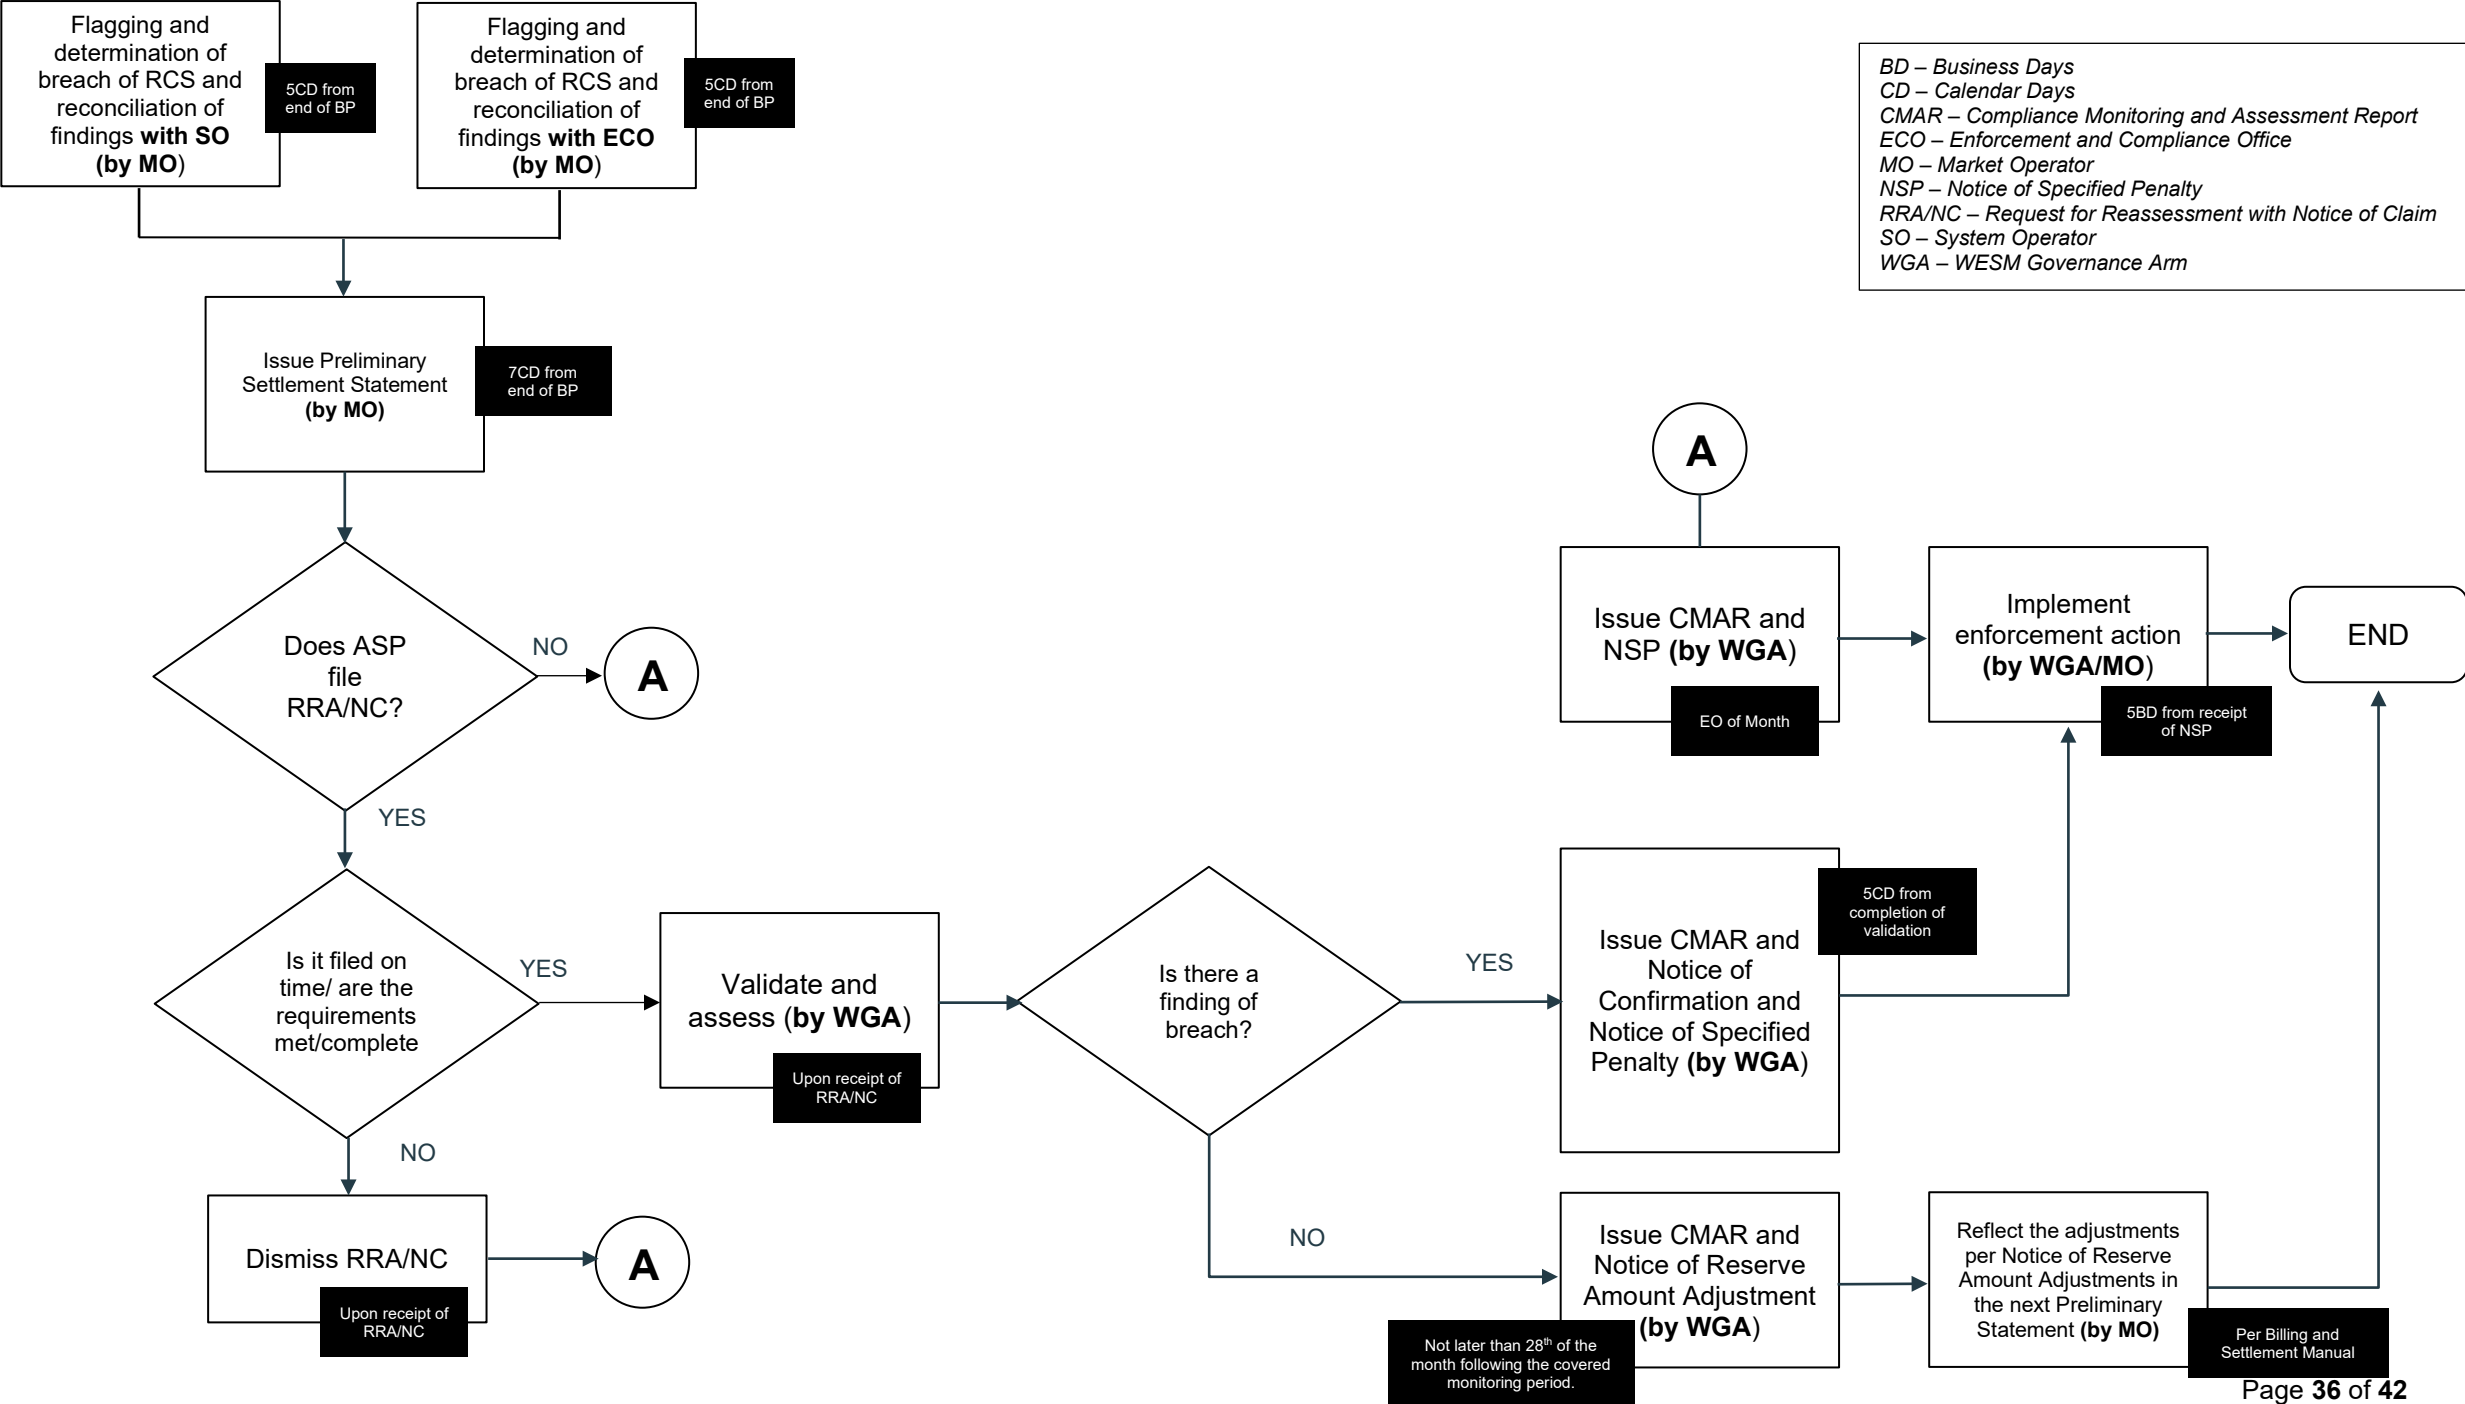 Flagging and
determination of
breach of RCS and
reconciliation of
findings with SO
(by MO)
5CD from
end of BP
Flagging and
determination of
breach of RCS and
reconciliation of
findings with ECO
(by MO)
5CD from
end of BP
BD – Business Days
CD – Calendar Days
CMAR – Compliance Monitoring and Assessment Report
ECO – Enforcement and Compliance Office
MO – Market Operator
NSP – Notice of Specified Penalty
RRA/NC – Request for Reassessment with Notice of Claim
SO – System Operator
WGA – WESM Governance Arm
Issue Preliminary
Settlement Statement
(by MO)
7CD from
end of BP
Does ASP
file
RRA/NC?
NO
A
YES
Is it filed on
time/ are the
requirements
met/complete
YES
NO
Dismiss RRA/NC
Upon receipt of
RRA/NC
A
Validate and
assess (by WGA)
Upon receipt of
RRA/NC
Is there a
finding of
breach?
YES
NO
A
Issue CMAR and
NSP (by WGA)
EO of Month
Implement
enforcement action
(by WGA/MO)
5BD from receipt
of NSP
END
Issue CMAR and
Notice of
Confirmation and
Notice of Specified
Penalty (by WGA)
5CD from
completion of
validation
Issue CMAR and
Notice of Reserve
Amount Adjustment
(by WGA)
Not later than 28th of the
month following the covered
monitoring period.
Reflect the adjustments
per Notice of Reserve
Amount Adjustments in
the next Preliminary
Statement (by MO)
Per Billing and
Settlement Manual
Page 36 of 42